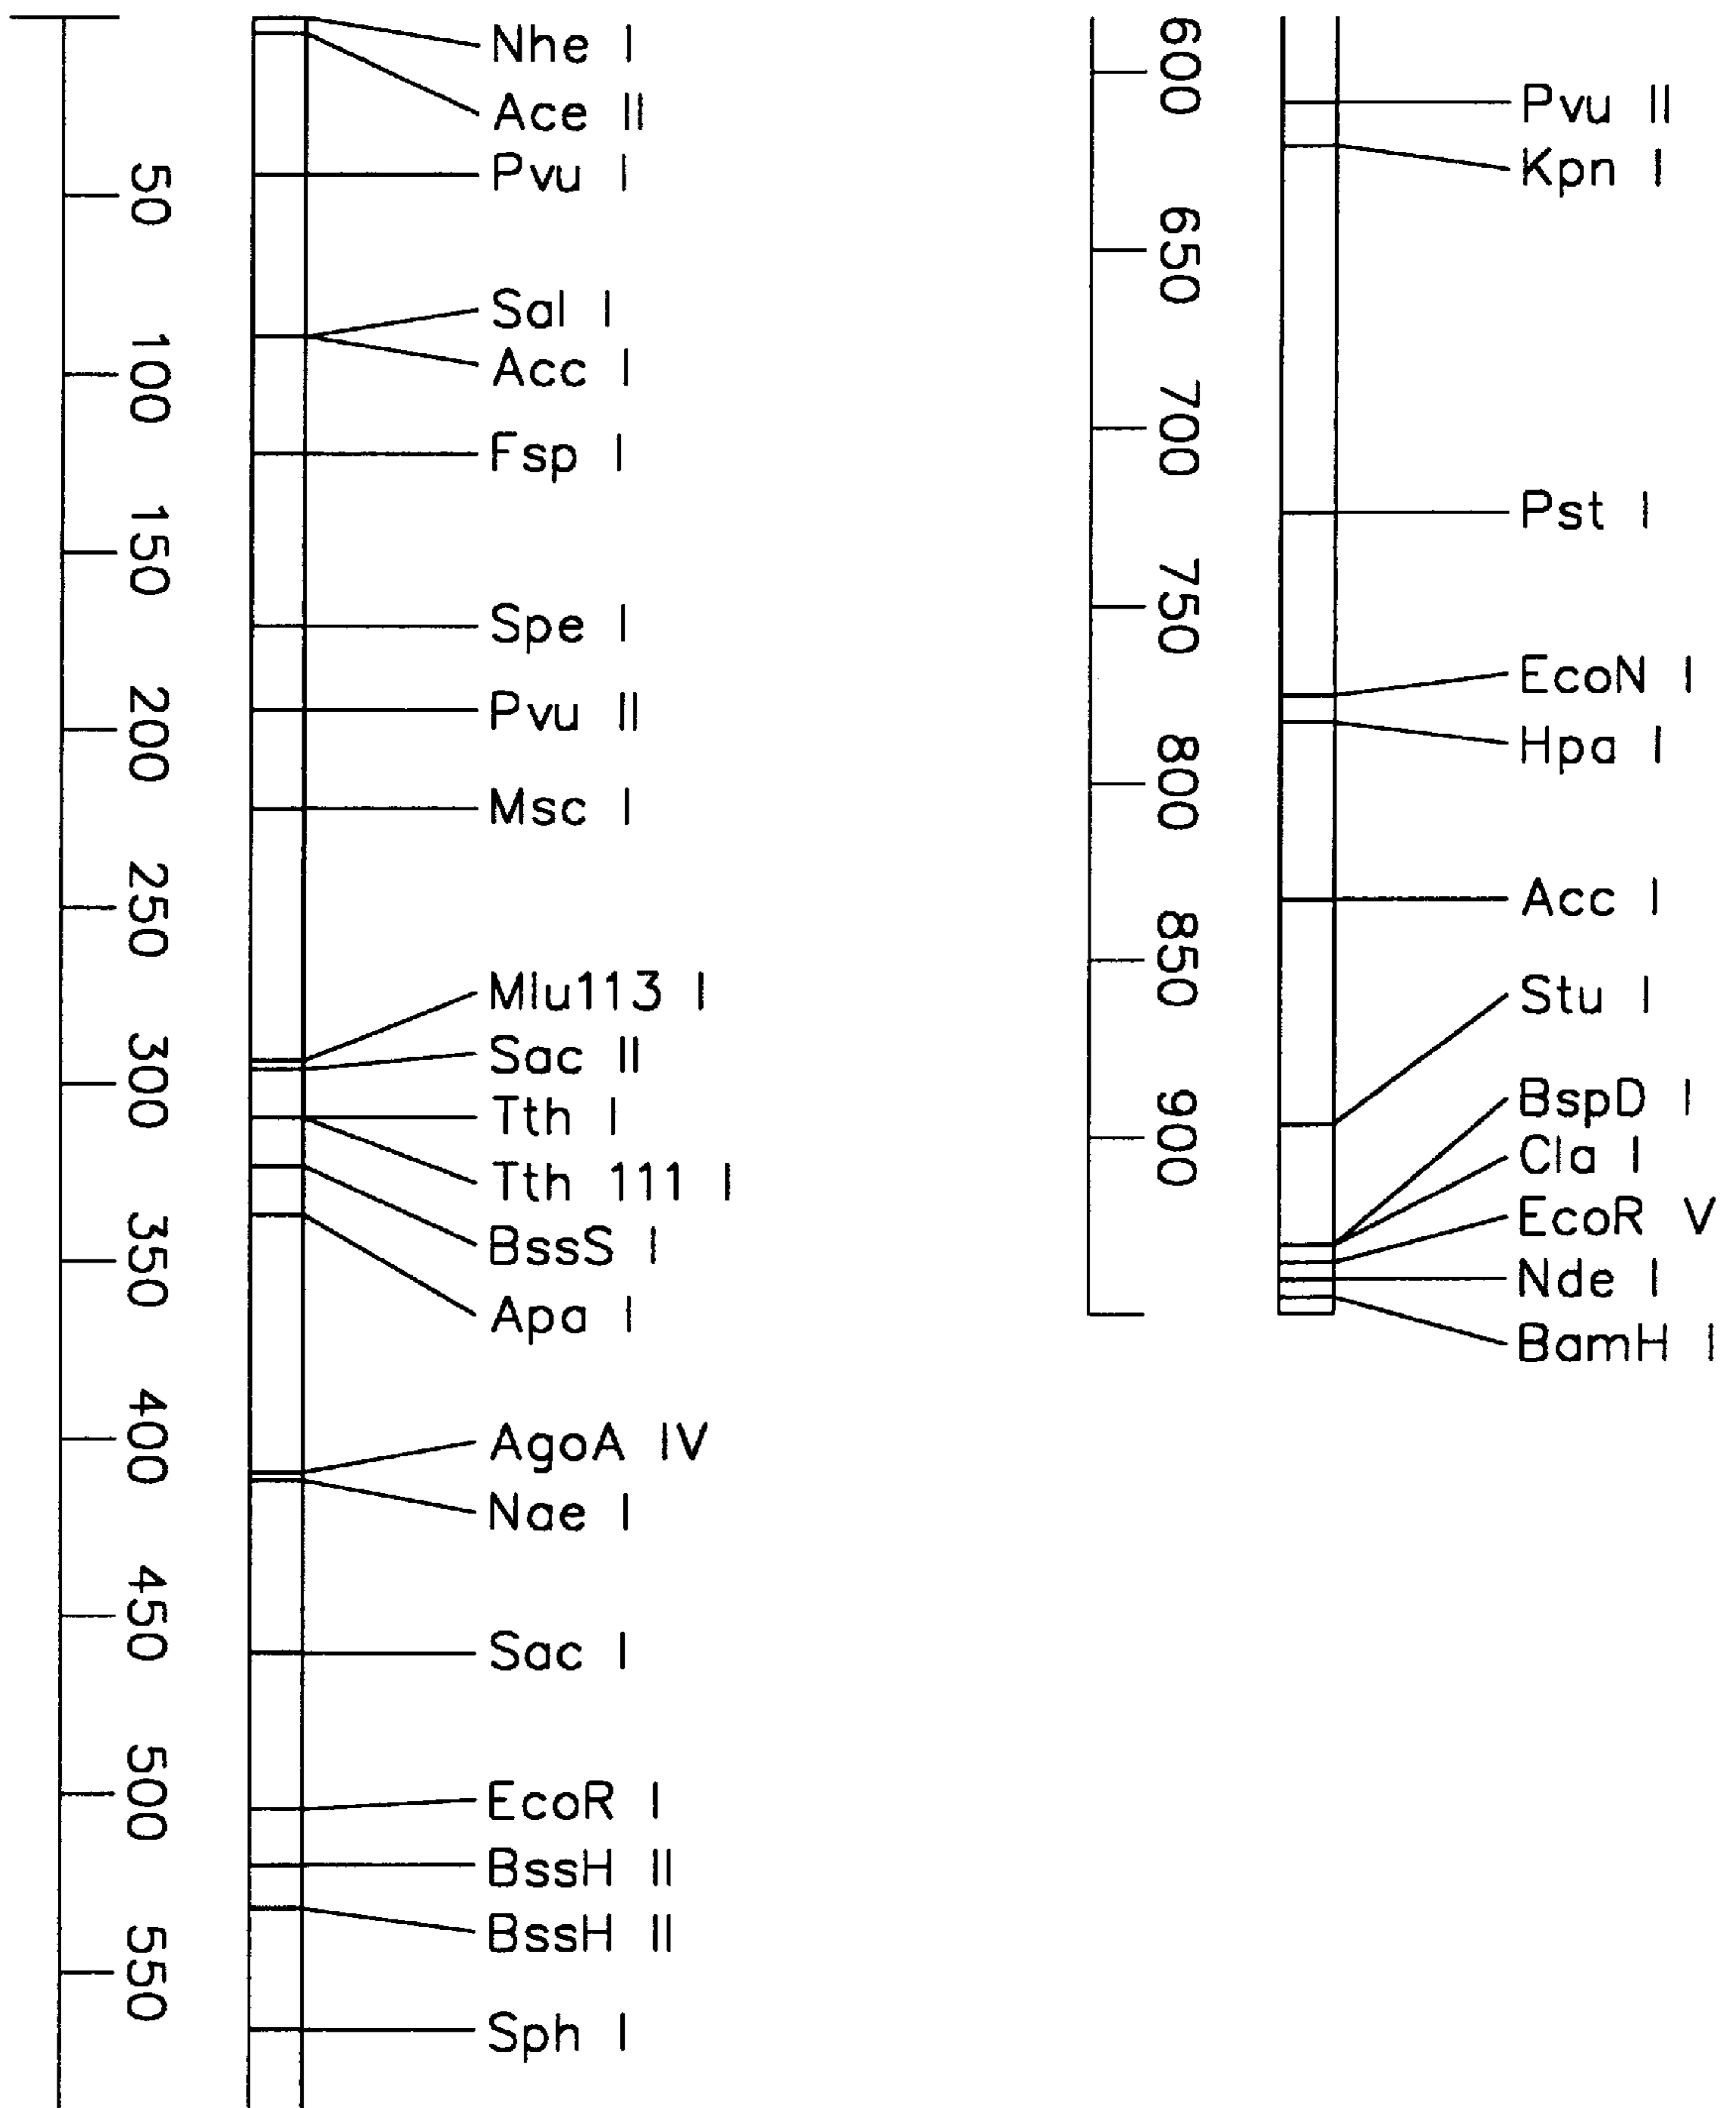 50
100
150
200
250
300
350
400
450
500
550
Nhe I
Ace II
Pvu I
Sal I
Acc I
Fsp I
Spe I
Pvu II
Msc I
Mlu113 I
Sac II
Tth I
Tth 111 I
BssS I
Apa I
AgoA IV
Nae I
Sac I
EcoR I
BssH II
BssH II
Sph I
600
650
700
750
800
850
900
Pvu II
Kpn I
Pst I
EcoN I
Hpa I
Acc I
Stu I
BspD I
Cla I
EcoR V
Nde I
BamH I